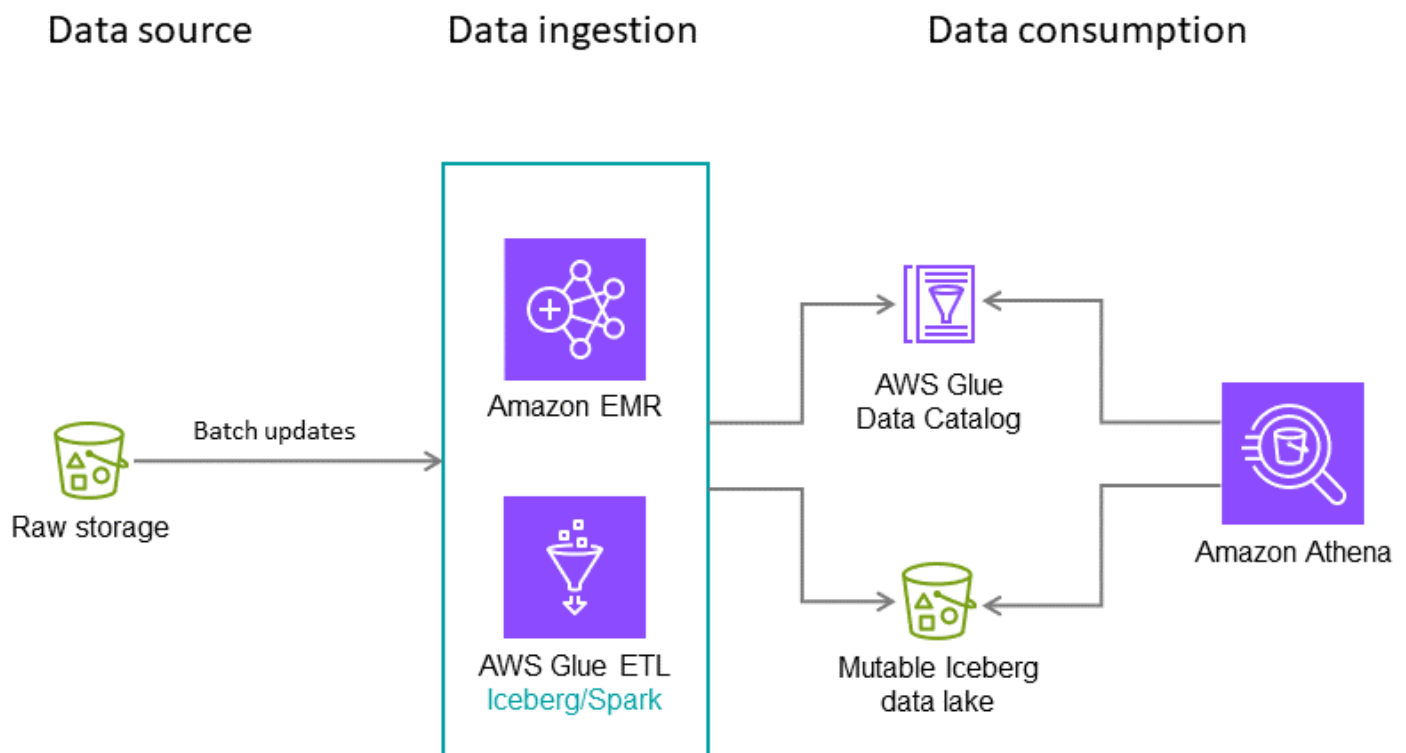 Data source
Data ingestion
Data consumption
Amazon EMR
AWS Glue
Data Catalog
Batch updates
Raw storage
Amazon Athena
AWS Glue ETL
Iceberg/Spark
Mutable Iceberg
data lake